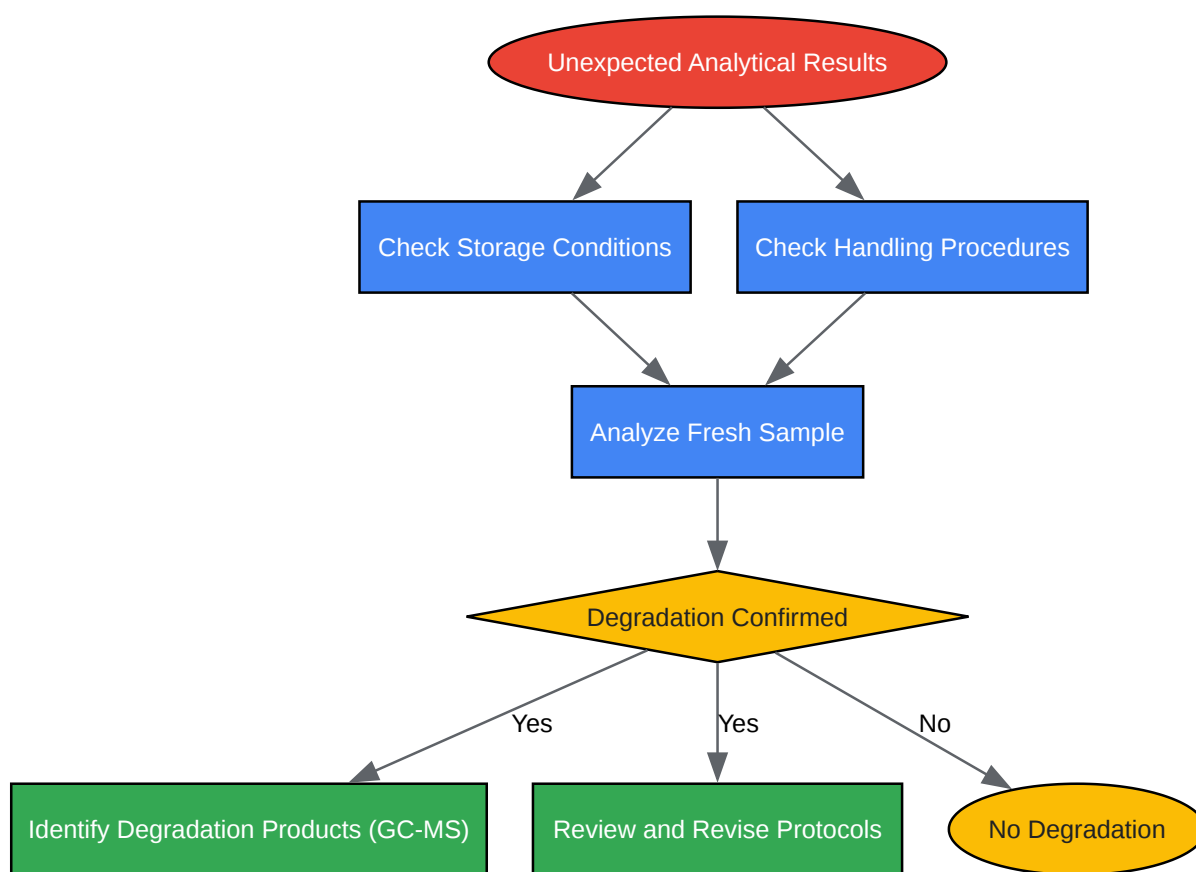 Unexpected Analytical Results
Check Storage Conditions
Check Handling Procedures
Analyze Fresh Sample
Degradation Confirmed
Yes
Yes
No
Identify Degradation Products (GC-MS)
Review and Revise Protocols
No Degradation